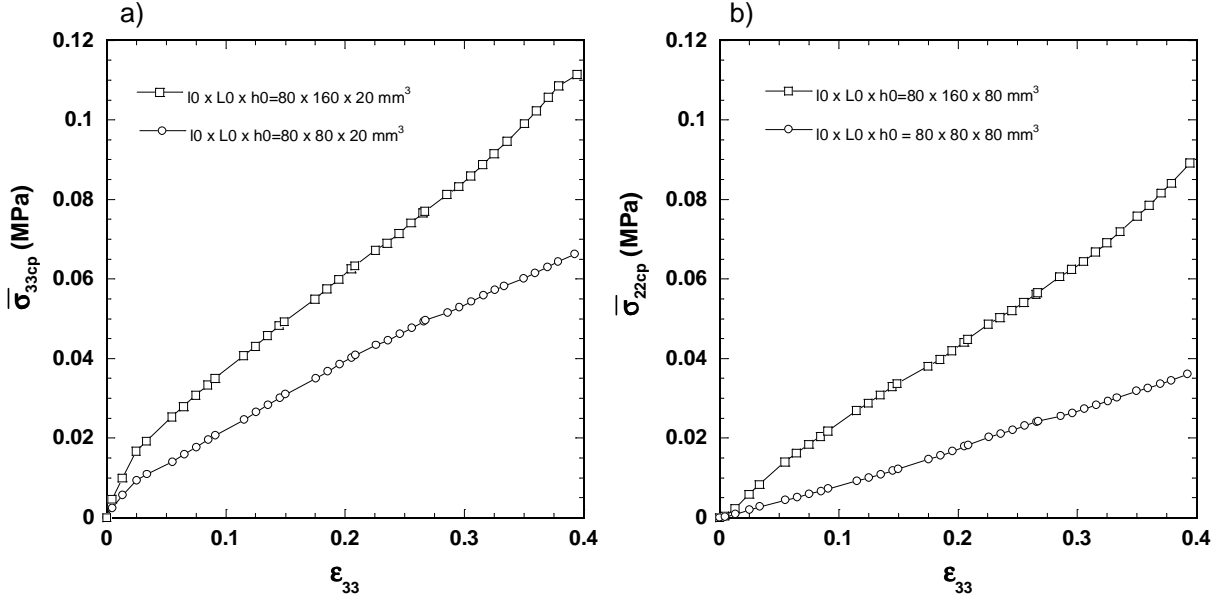 a)
0.12
0.1
0.08
0.06
0.04
0.02
0
σ̅33cp (MPa)
l0 x L0 x h0=80 x 160 x 20 mm³
l0 x L0 x h0=80 x 80 x 20 mm³
0 0.1 0.2 0.3 0.4
ε33
b)
0.12
0.1
0.08
0.06
0.04
0.02
0
σ̅22cp (MPa)
l0 x L0 x h0=80 x 160 x 80 mm³
l0 x L0 x h0 = 80 x 80 x 80 mm³
0 0.1 0.2 0.3 0.4
ε33